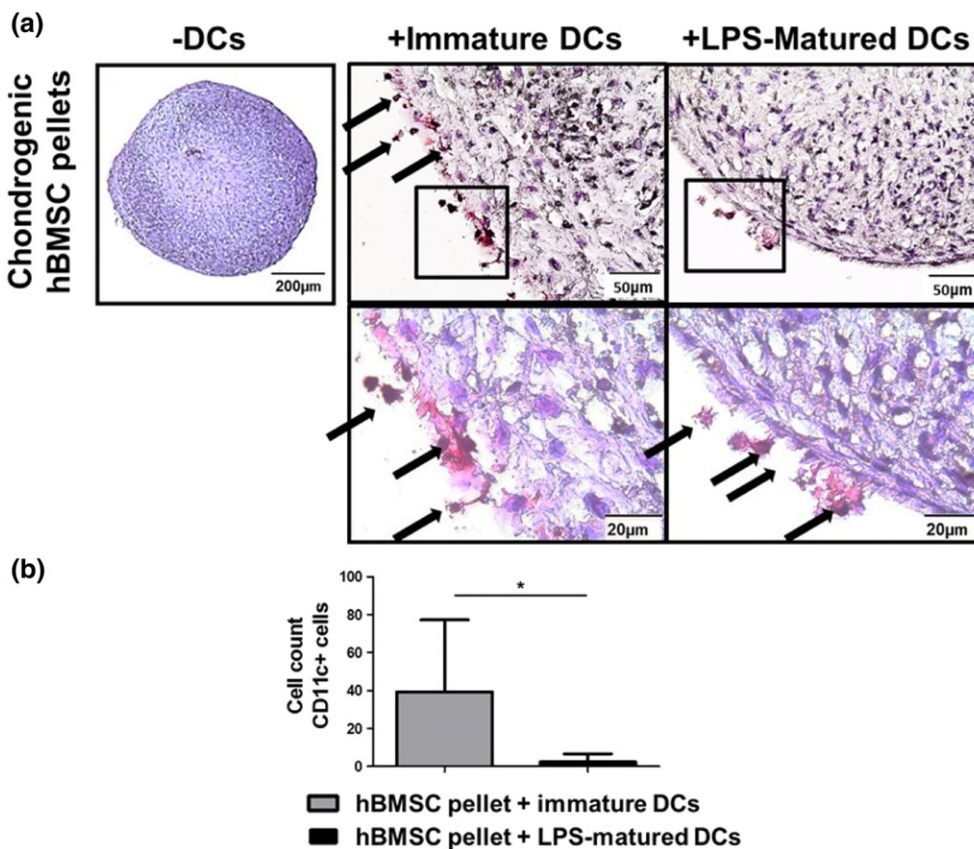 (a)
-DCs
+Immature DCs
+LPS-Matured DCs
Chondrogenic
hBMSC pellets
200µm
50µm
50µm
20µm
20µm
(b)
Cell count
CD11c+ cells
100
80
60
40
20
0
*
hBMSC pellet + immature DCs
hBMSC pellet + LPS-matured DCs